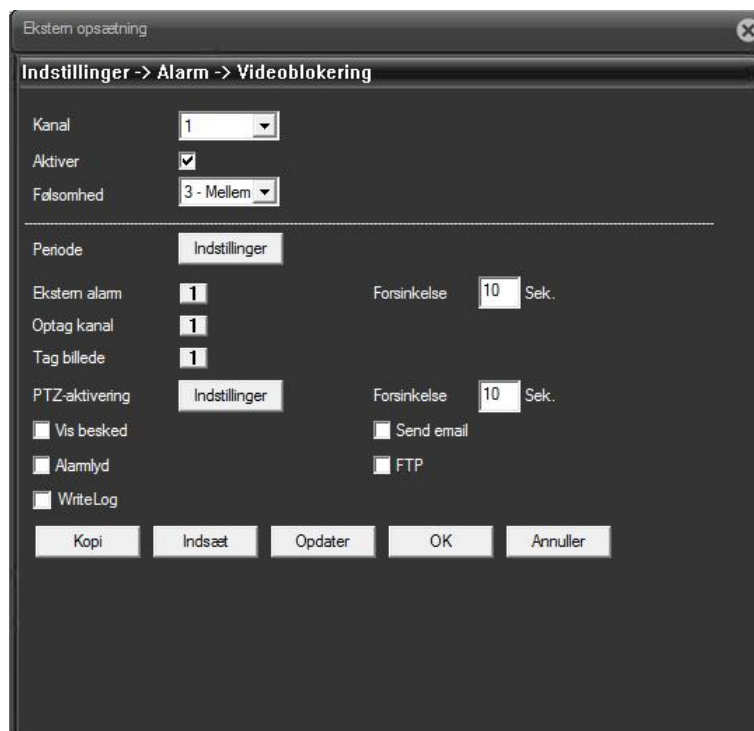 Ekstern opsætning
Indstillinger -> Alarm -> Videoblokering
Kanal 1
Aktiver
Følsomhed 3 - Mellem
Periode Indstillinger
Ekstern alarm 1 Forsinkelse 10 Sek.
Optag kanal 1
Tag billede 1
PTZ-aktivering Indstillinger Forsinkelse 10 Sek.
Vis besked Send email
Alarmlyd FTP
WriteLog
Kopi Indsæt Opdater OK Annuller